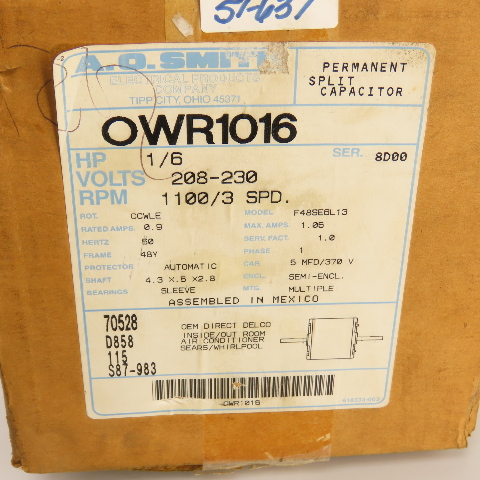 51-637
A.O. SMITH
ELECTRICAL PRODUCTS
COMPANY
TIPP CITY, OHIO 45371
PERMANENT
SPLIT
CAPACITOR
OWR1016
HP 1/6 SER. 8D00
VOLTS 208-230
RPM 1100/3 SPD.
ROT. CCWLE MODEL F48SE6L13
RATED AMPS 0.9 MAX. AMPS 1.05
HERTZ 60 SERV. FACT. 1.0
FRAME 48Y PHASE 1
PROTECTOR AUTOMATIC CAP. 5 MFD/370 V
SHAFT 4.3 X.5 X2.8 ENCL. SEMI-ENCL.
BEARINGS SLEEVE MTG MULTIPLE
ASSEMBLED IN MEXICO
70528
D858
115
S87-983
OEM DIRECT DELCO
INSIDE/OUT ROOM
AIR CONDITIONER
SEARS/WHIRLPOOL
OWR1016